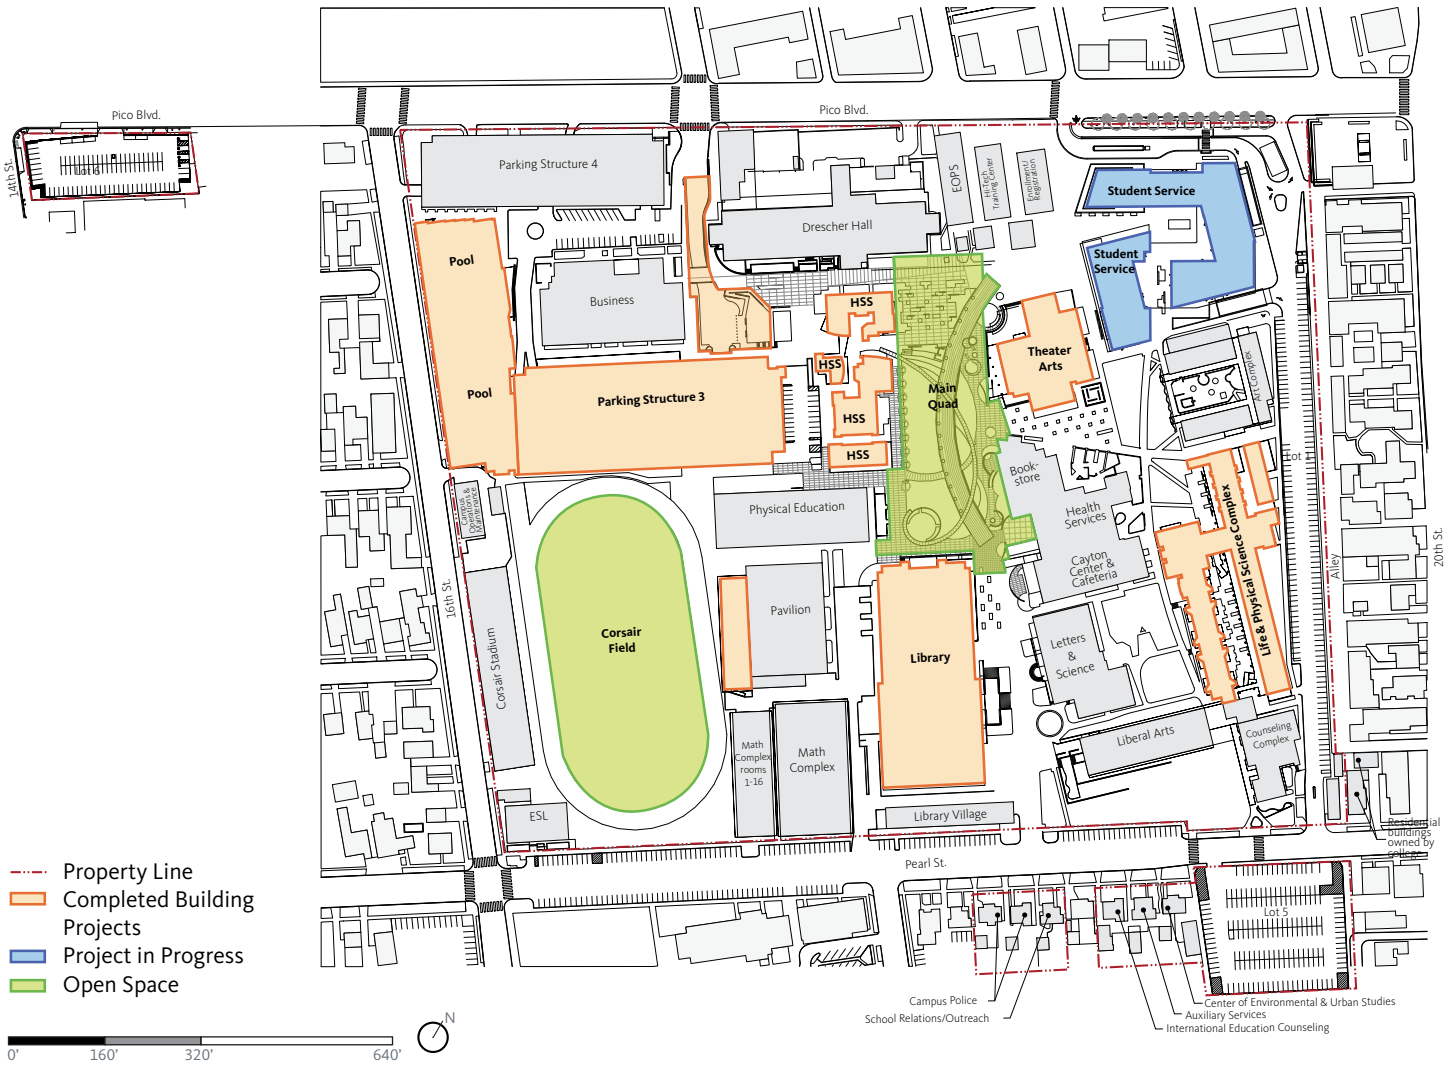 Pico Blvd.
Pico Blvd.
14th St.
Lot 6
Parking Structure 4
EOPS
Hi-Tech
Training Center
Enrollment/
Registration
Student Service
Drescher Hall
Student
Service
Pool
Business
HSS
Theater
Arts
HSS
Art Complex
Pool
Parking Structure 3
Main
Quad
HSS
HSS
Lot 1
Book-
store
Campus
Operations &
Maintenance
Physical Education
Health
Services
Life & Physical Science Complex
20th St.
Alley
Cayton
Center &
Cafeteria
16th St.
Pavilion
Corsair
Field
Letters
&
Science
Library
Corsair Stadium
Liberal Arts
Counseling
Complex
Math
Complex
rooms
1-16
Math
Complex
ESL
Library Village
Residential
buildings
owned by
college
Pearl St.
Lot 5
Property Line
Completed Building
Projects
Project in Progress
Open Space
Campus Police
School Relations/Outreach
Center of Environmental & Urban Studies
Auxiliary Services
International Education Counseling
N
0'
160'
320'
640'